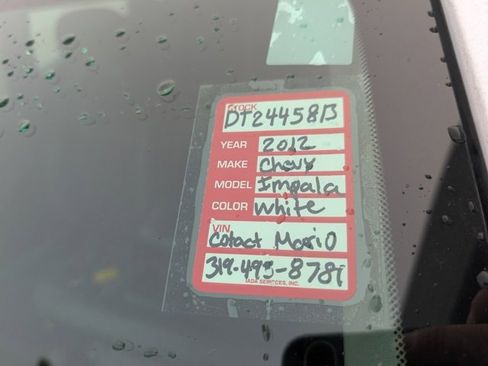 STOCK
DT24458B
YEAR 2012
MAKE Chevy
MODEL Impala
COLOR white
VIN
Cotact Mario
319-493-8781
IADA SERVICES, INC.